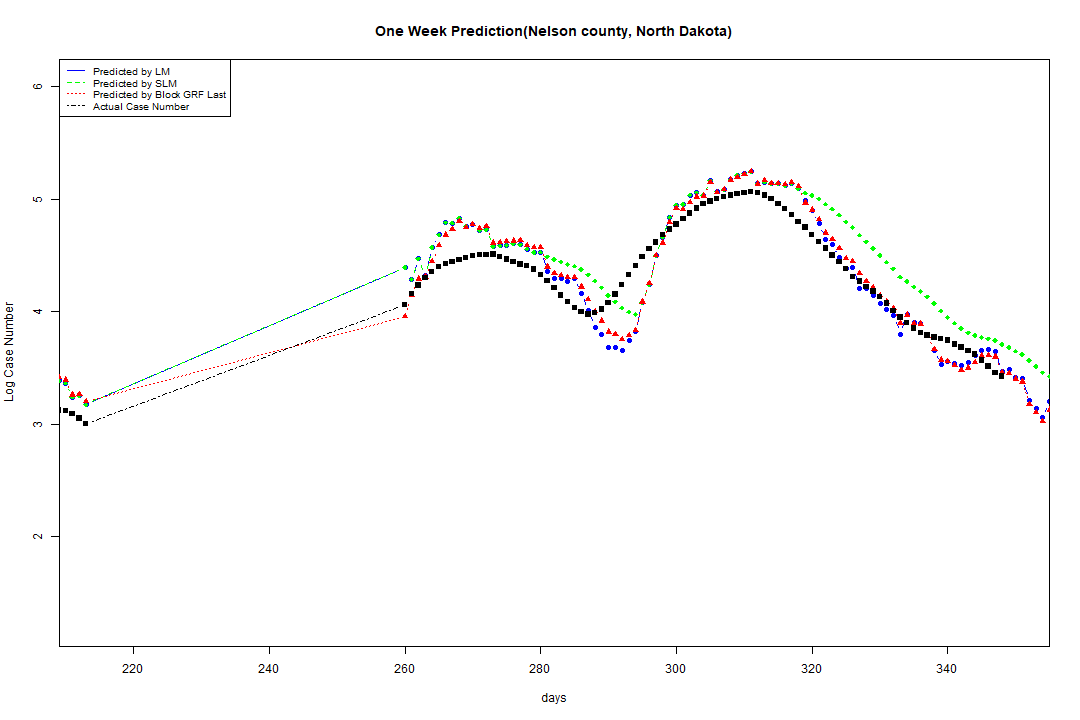 One Week Prediction(Nelson county, North Dakota)
Predicted by LM
Predicted by SLM
Predicted by Block GRF Last
Actual Case Number
6
5
4
3
2
Log Case Number
220 240 260 280 300 320 340
days